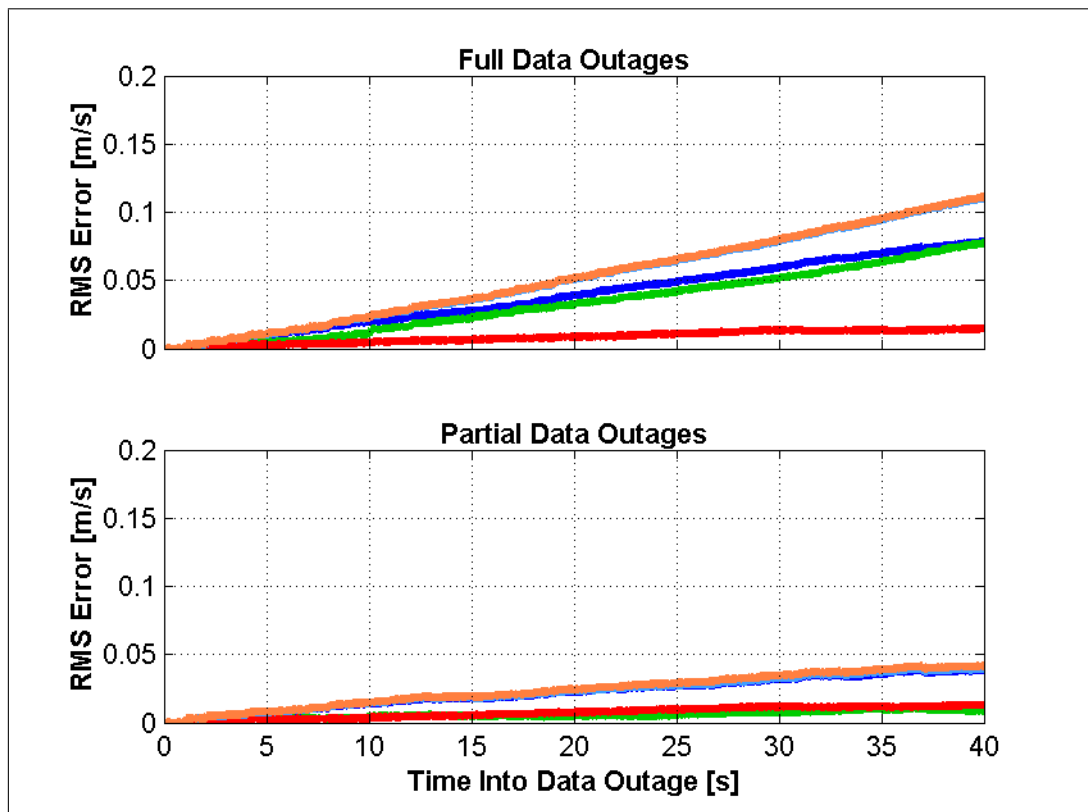 Full Data Outages
RMS Error [m/s]
0.2
0.15
0.1
0.05
0
Partial Data Outages
RMS Error [m/s]
0.2
0.15
0.1
0.05
0
0 5 10 15 20 25 30 35 40
Time Into Data Outage [s]